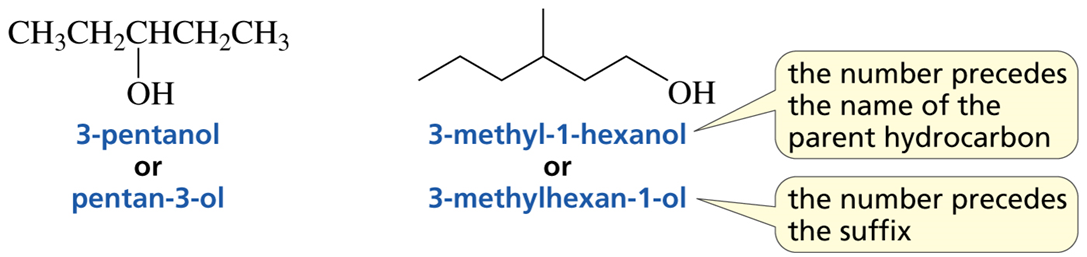 CH₃CH₂CHCH₂CH₃
OH
3-pentanol
or
pentan-3-ol
OH
3-methyl-1-hexanol
or
3-methylhexan-1-ol
the number precedes
the name of the
parent hydrocarbon
the number precedes
the suffix